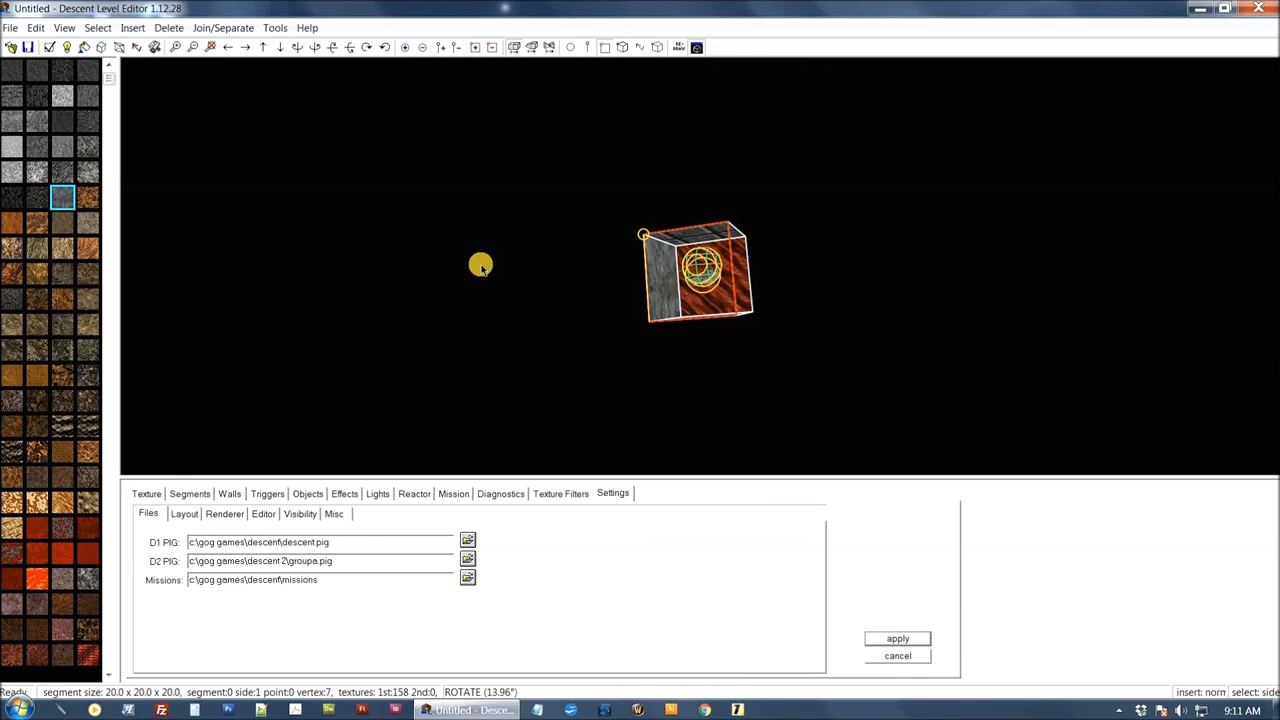 Untitled - Descent Level Editor 1.12.28
File Edit View Select Insert Delete Join/Separate Tools Help
Texture Segments Walls Triggers Objects Effects Lights Reactor Mission Diagnostics Texture Filters Settings
Files Layout Renderer Editor Visibility Misc
D1 PIG: c:\gog games\descent\descent.pig
D2 PIG: c:\gog games\descent 2\groupa.pig
Missions: c:\gog games\descent\missions
apply
cancel
Ready segment size: 20.0 x 20.0 x 20.0, segment:0 side:1 point:0 vertex:7, textures: 1st:158 2nd:0, ROTATE (13.96°) insert: norm select: side
Untitled - Desce... 9:11 AM